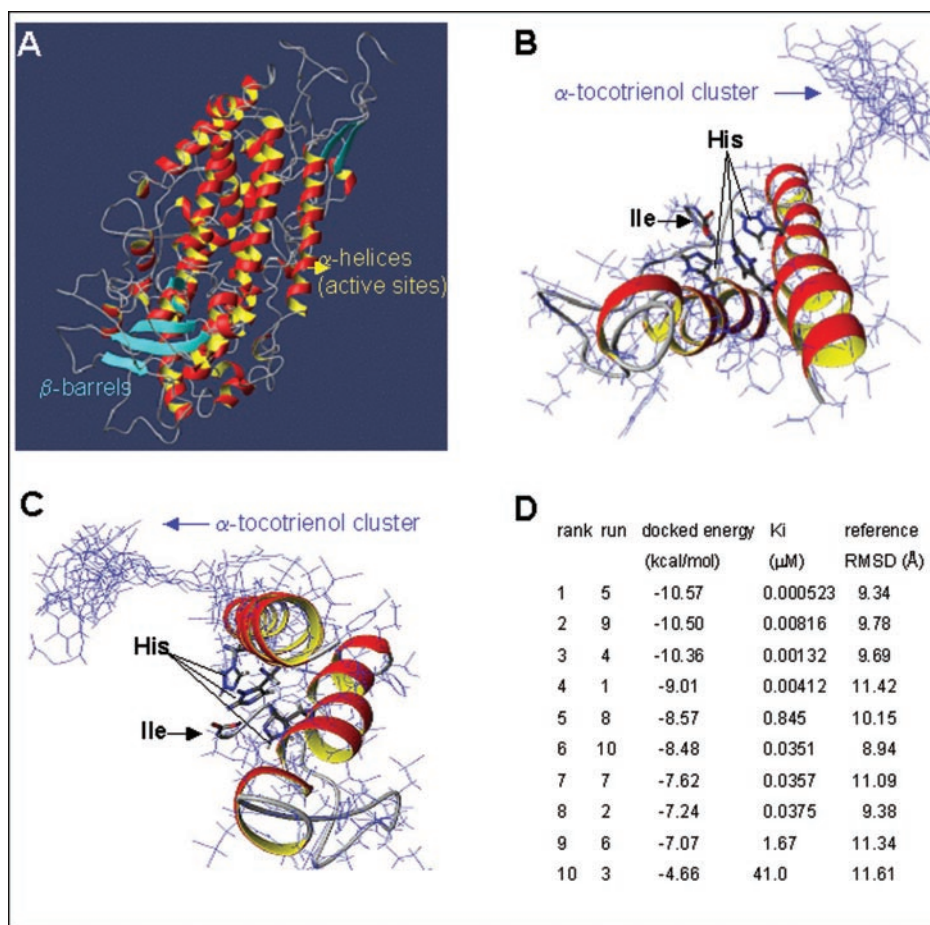 A
α-helices
(active sites)
β-barrels
B
α-tocotrienol cluster
His
Ile
C
α-tocotrienol cluster
His
Ile
D
rank run docked energy Ki reference
(kcal/mol) (µM) RMSD (Å)
1 5 -10.57 0.000523 9.34
2 9 -10.50 0.00816 9.78
3 4 -10.36 0.00132 9.69
4 1 -9.01 0.00412 11.42
5 8 -8.57 0.845 10.15
6 10 -8.48 0.0351 8.94
7 7 -7.62 0.0357 11.09
8 2 -7.24 0.0375 9.38
9 6 -7.07 1.67 11.34
10 3 -4.66 41.0 11.61